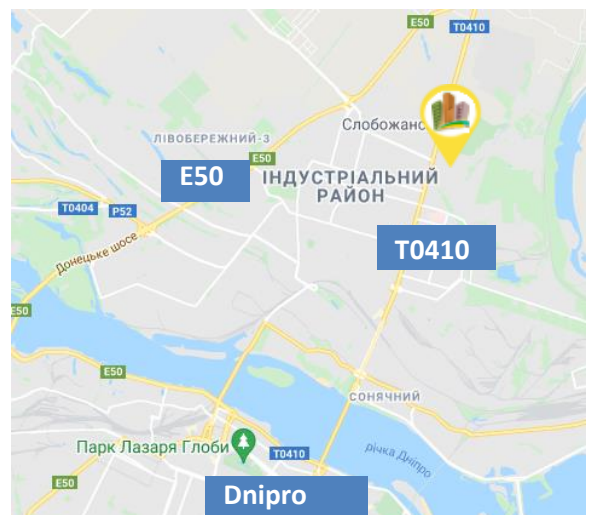 E50
T0410
Слобожанс
ЛІВОБЕРЕЖНИЙ-3
E50
E50
ІНДУСТРІАЛЬНИЙ
РАЙОН
T0404
P52
T0410
Донецьке шосе
E50
E50
СОНЯЧНИЙ
Парк Лазаря Глоби
T0410
річка Дніпро
E50
Dnipro